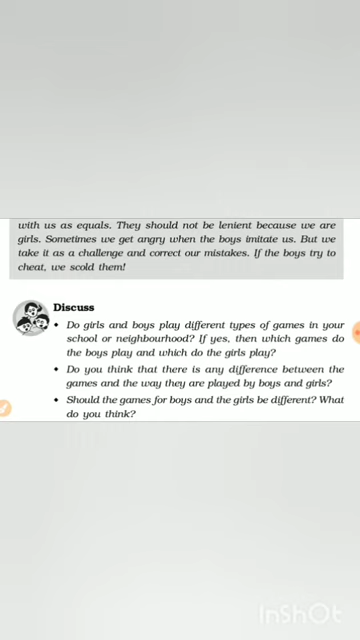 with us as equals. They should not be lenient because we are
girls. Sometimes we get angry when the boys imitate us. But we
take it as a challenge and correct our mistakes. If the boys try to
cheat, we scold them!
Discuss
• Do girls and boys play different types of games in your
school or neighbourhood? If yes, then which games do
the boys play and which do the girls play?
• Do you think that there is any difference between the
games and the way they are played by boys and girls?
• Should the games for boys and the girls be different? What
do you think?
InShOt